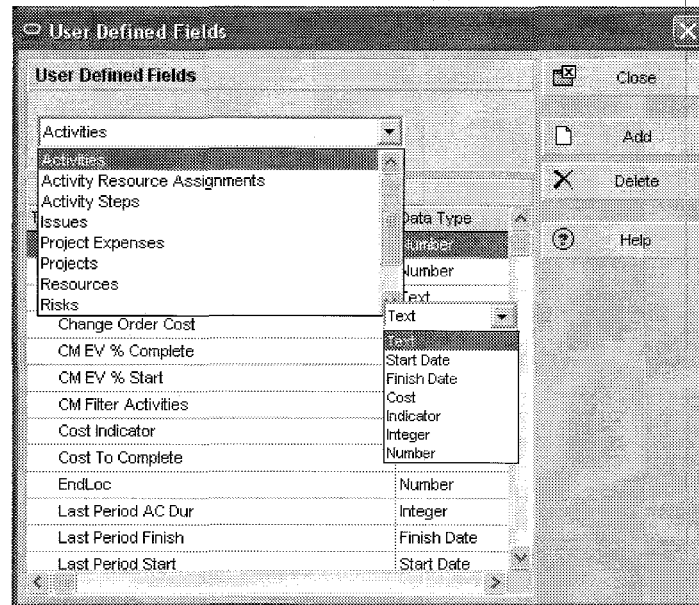 User Defined Fields
User Defined Fields
Close
Activities
Add
Activities
Activity Resource Assignments
Delete
Activity Steps
Issues
Data Type
Project Expenses
Number
Help
Projects
Number
Resources
Text
Risks
Text
Change Order Cost
Text
CM EV % Complete
Start Date
CM EV % Start
Finish Date
Cost
CM Filter Activities
Indicator
Cost Indicator
Integer
Cost To Complete
Number
EndLoc
Number
Last Period AC Dur
Integer
Last Period Finish
Finish Date
Last Period Start
Start Date